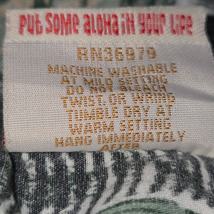 PUT SOME ALOHA IN YOUR LIFE
RN36979
MACHINE WASHABLE
AT MILD SETTING
DO NOT BLEACH
TWIST. OR WRING
TUMBLE DRY AT
WARM SETTING
HANG IMMEDIATELY
AFTER